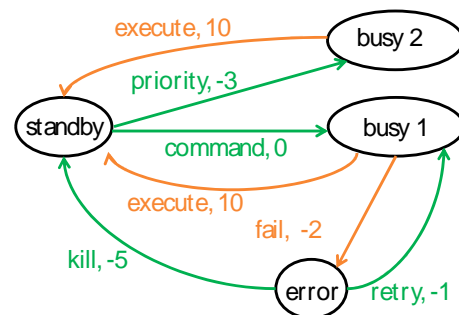 execute, 10
busy 2
priority, -3
standby
busy 1
command, 0
execute, 10
fail, -2
kill, -5
error
retry, -1